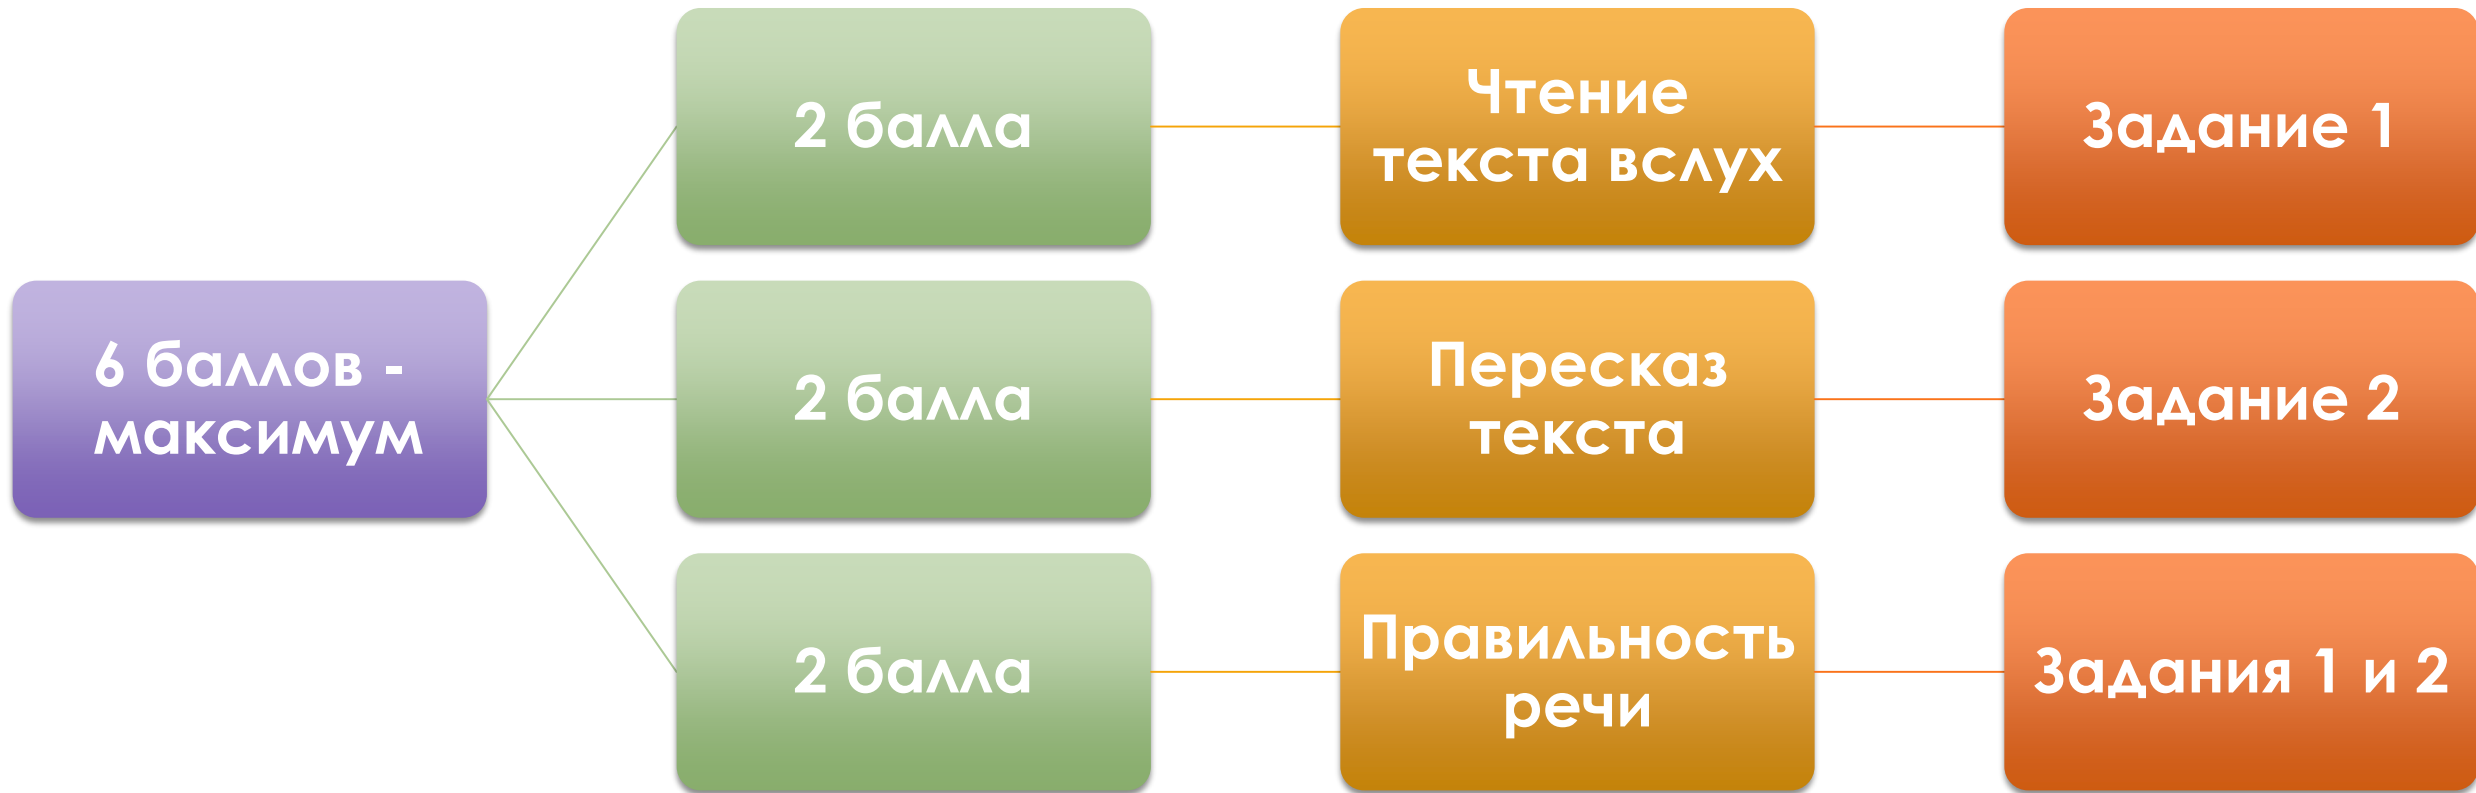 2 балла
Чтение
текста вслух
Задание 1
6 баллов -
максимум
2 балла
Пересказ
текста
Задание 2
2 балла
Правильность
речи
Задания 1 и 2